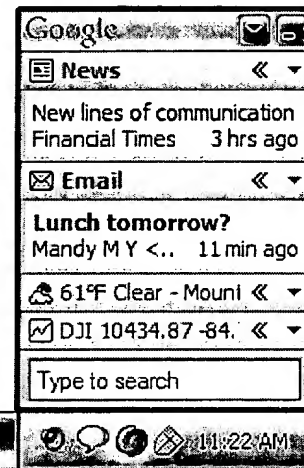 Google
News
New lines of communication
Financial Times 3 hrs ago
Email
Lunch tomorrow?
Mandy M Y <.. 11 min ago
61°F Clear - Mounl
DJI 10434.87 -84.
Type to search
11:22 AM